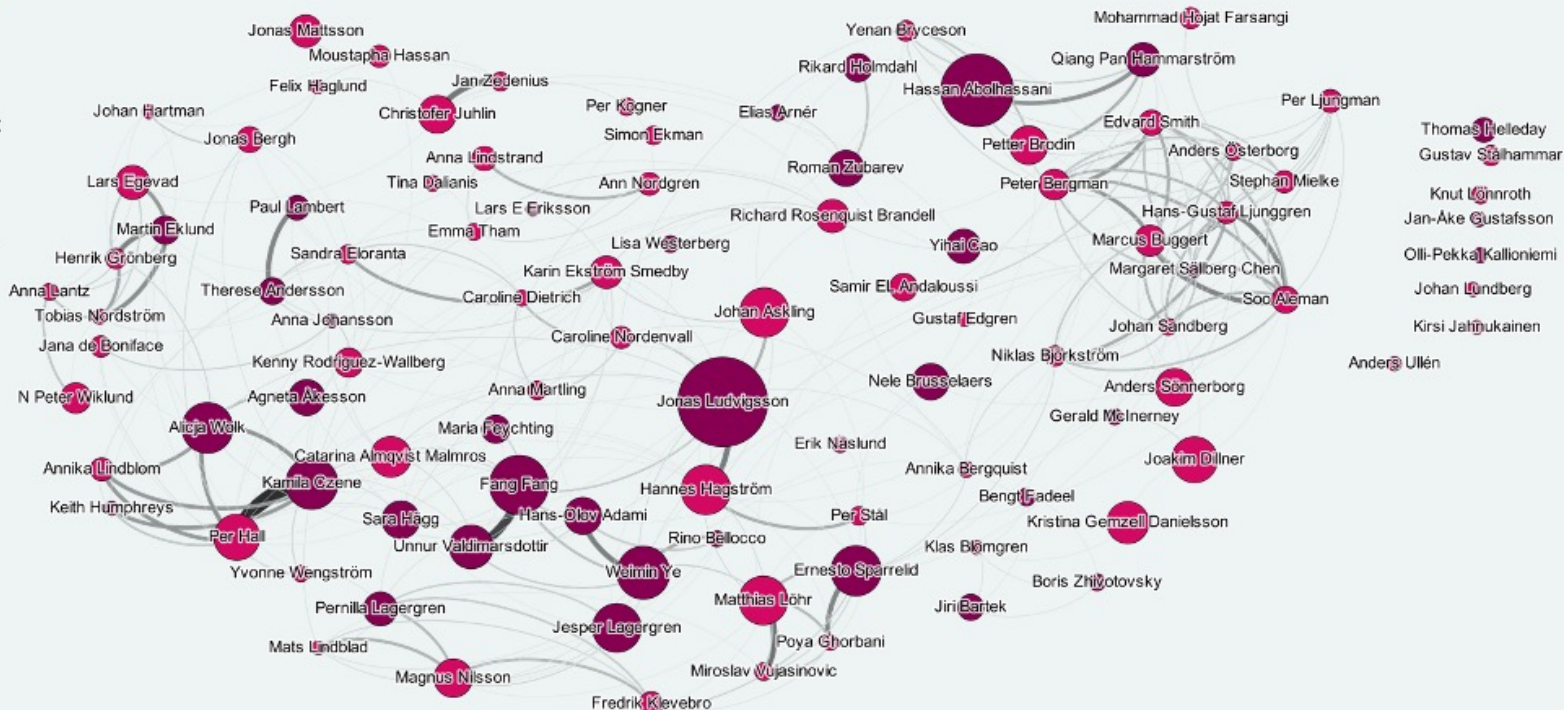 Mohammad Hojat Farsangi
Jonas Mattsson
Yenan Bryceson
Moustapha Hassan
Qiang Pan Hammarström
Rikard Holmdahl
Jan Zedenius
Felix Haglund
Hassan Abolhassani
Per Ljungman
Johan Hartman
Christofer Juhlin
Per Kogner
Elias Arnér
Edvard Smith
Thomas Helleday
Jonas Bergh
Simon Ekman
Petter Brodin
Anders Österborg
Gustav Stålhammar
Anna Lindstrand
Roman Zubarev
Lars Egevad
Tina Dalianis
Ann Nordgren
Peter Bergman
Stephan Mielke
Knut Lönnroth
Paul Lambert
Lars E Eriksson
Richard Rosenquist Brandell
Hans-Gustaf Ljunggren
Jan-Åke Gustafsson
Martin Eklund
Emma Tham
Lisa Westerberg
Yihai Cao
Marcus Buggert
Henrik Grönberg
Sandra Eloranta
Olli-Pekka Kallioniemi
Karin Ekström Smedby
Margaret Sällberg Chen
Anna Lantz
Therese Andersson
Caroline Dietrich
Samir EL Andaloussi
Soo Aleman
Johan Lundberg
Tobias Nordström
Anna Johansson
Johan Askling
Gustaf Edgren
Johan Sandberg
Kirsi Jahnukainen
Jana de Boniface
Caroline Nordenvall
Niklas Björkström
Kenny Rodriguez-Wallberg
Anders Ullén
N Peter Wiklund
Agneta Åkesson
Anna Martling
Nele Brusselaers
Anders Sönnerborg
Jonas Ludvigsson
Gerald McInerney
Alicja Wolk
Maria Feychting
Erik Näslund
Catarina Almqvist Malmros
Joakim Dillner
Annika Lindblom
Annika Bergquist
Kamila Czene
Fang Fang
Hannes Hagström
Bengt Fadeel
Keith Humphreys
Sara Hägg
Hans-Olov Adami
Per Stål
Kristina Gemzell Danielsson
Per Hall
Rino Bellocco
Unnur Valdimarsdottir
Klas Blomgren
Yvonne Wengström
Weimin Ye
Ernesto Sparrelid
Boris Zhivotovsky
Matthias Löhr
Pernilla Lagergren
Jiri Bartek
Jesper Lagergren
Poya Ghorbani
Mats Lindblad
Miroslav Vujasinovic
Magnus Nilsson
Fredrik Klevebro